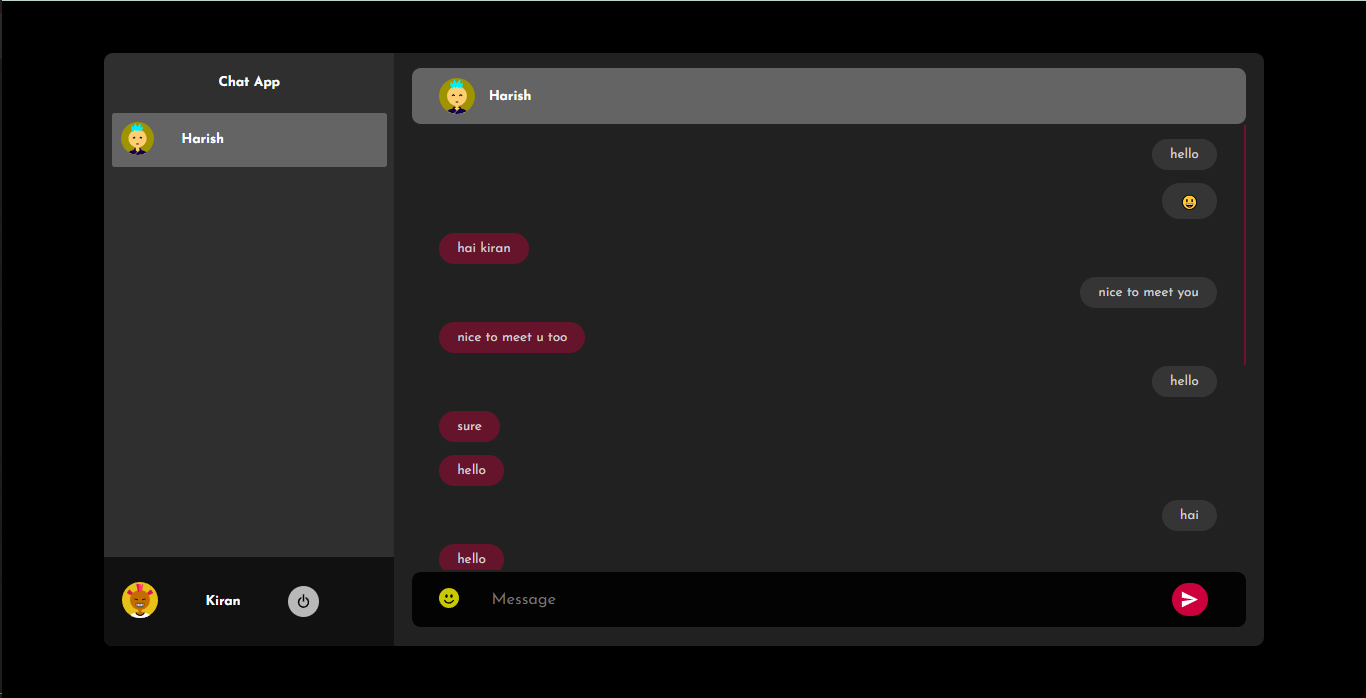 Chat App
Harish
Kiran
Harish
hello
😀
hai kiran
nice to meet you
nice to meet u too
hello
sure
hello
hai
hello
Message